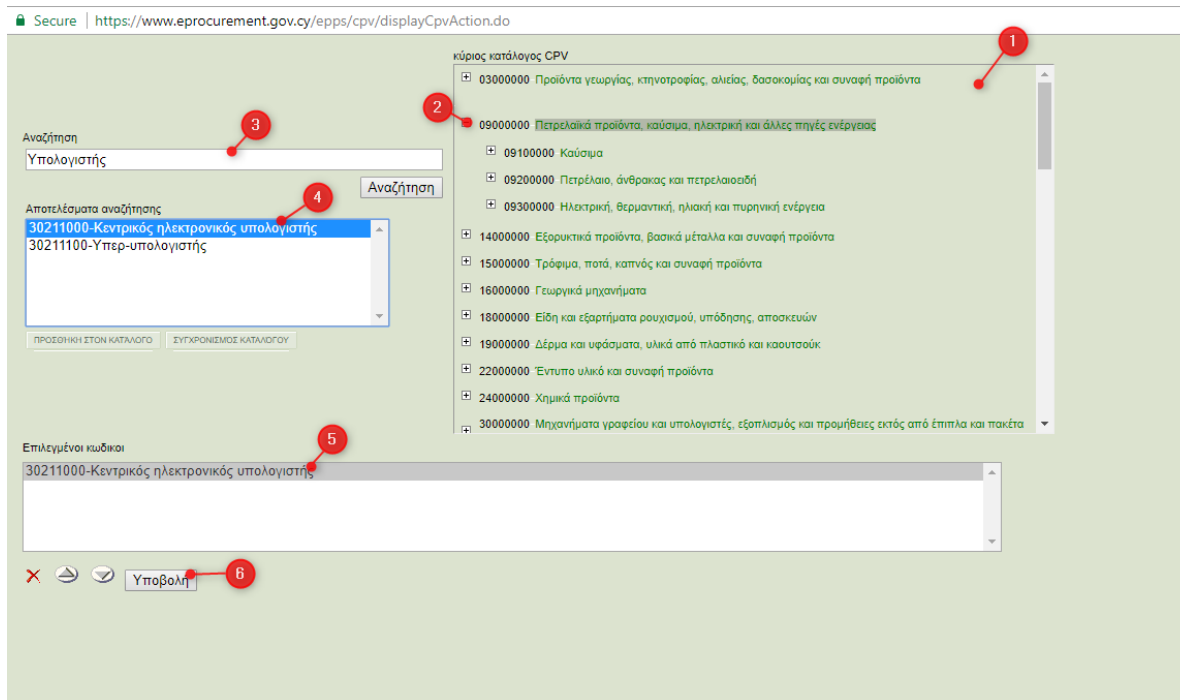 Secure | https://www.eprocurement.gov.cy/epps/cpv/displayCpvAction.do
κύριος κατάλογος CPV
1
03000000 Προϊόντα γεωργίας, κτηνοτροφίας, αλιείας, δασοκομίας και συναφή προϊόντα
2
09000000 Πετρελαϊκά προϊόντα, καύσιμα, ηλεκτρική και άλλες πηγές ενέργειας
09100000 Καύσιμα
09200000 Πετρέλαιο, άνθρακας και πετρελαιοειδή
09300000 Ηλεκτρική, θερμαντική, ηλιακή και πυρηνική ενέργεια
14000000 Εξορυκτικά προϊόντα, βασικά μέταλλα και συναφή προϊόντα
15000000 Τρόφιμα, ποτά, καπνός και συναφή προϊόντα
16000000 Γεωργικά μηχανήματα
18000000 Είδη και εξαρτήματα ρουχισμού, υπόδησης, αποσκευών
19000000 Δέρμα και υφάσματα, υλικά από πλαστικό και καουτσούκ
22000000 Έντυπο υλικό και συναφή προϊόντα
24000000 Χημικά προϊόντα
30000000 Μηχανήματα γραφείου και υπολογιστές, εξοπλισμός και προμήθειες εκτός από έπιπλα και πακέτα
Αναζήτηση
3
Υπολογιστής
Αναζήτηση
Αποτελέσματα αναζήτησης
4
30211000-Κεντρικός ηλεκτρονικός υπολογιστής
30211100-Υπερ-υπολογιστής
ΠΡΟΣΘΗΚΗ ΣΤΟΝ ΚΑΤΑΛΟΓΟ ΣΥΓΧΡΟΝΙΣΜΟΣ ΚΑΤΑΛΟΓΟΥ
Επιλεγμένοι κωδικοι
5
30211000-Κεντρικός ηλεκτρονικός υπολογιστής
Υποβολή
6